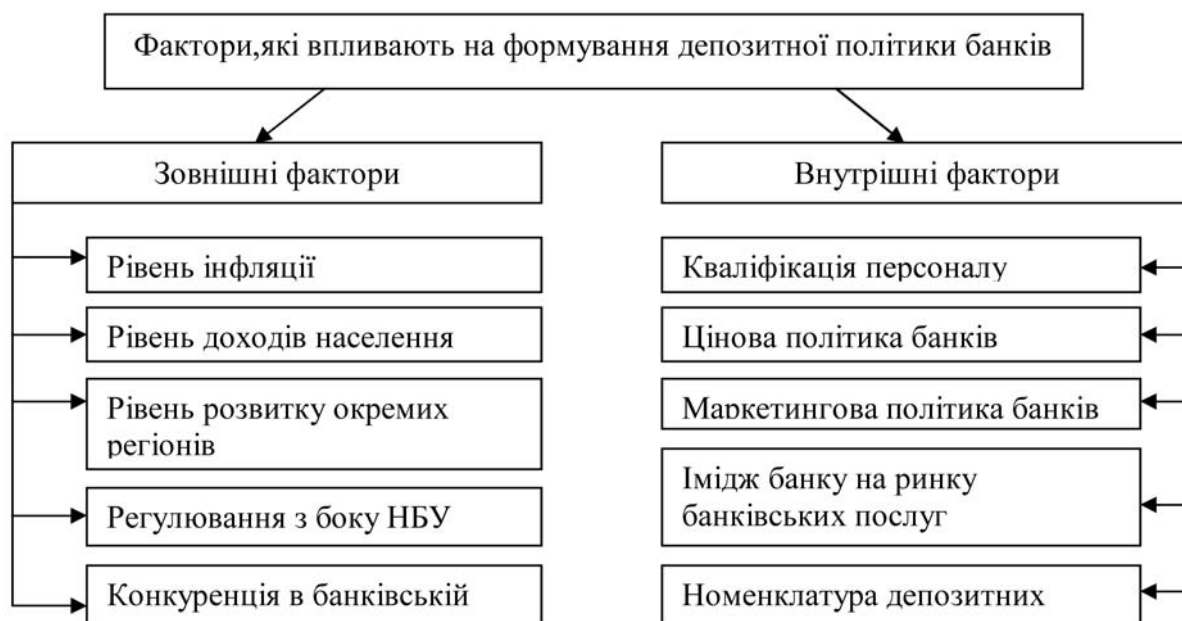 Фактори,які впливають на формування депозитної політики банків
Зовнішні фактори
Рівень інфляції
Рівень доходів населення
Рівень розвитку окремих
регіонів
Регулювання з боку НБУ
Конкуренція в банківській
Внутрішні фактори
Кваліфікація персоналу
Цінова політика банків
Маркетингова політика банків
Імідж банку на ринку
банківських послуг
Номенклатура депозитних